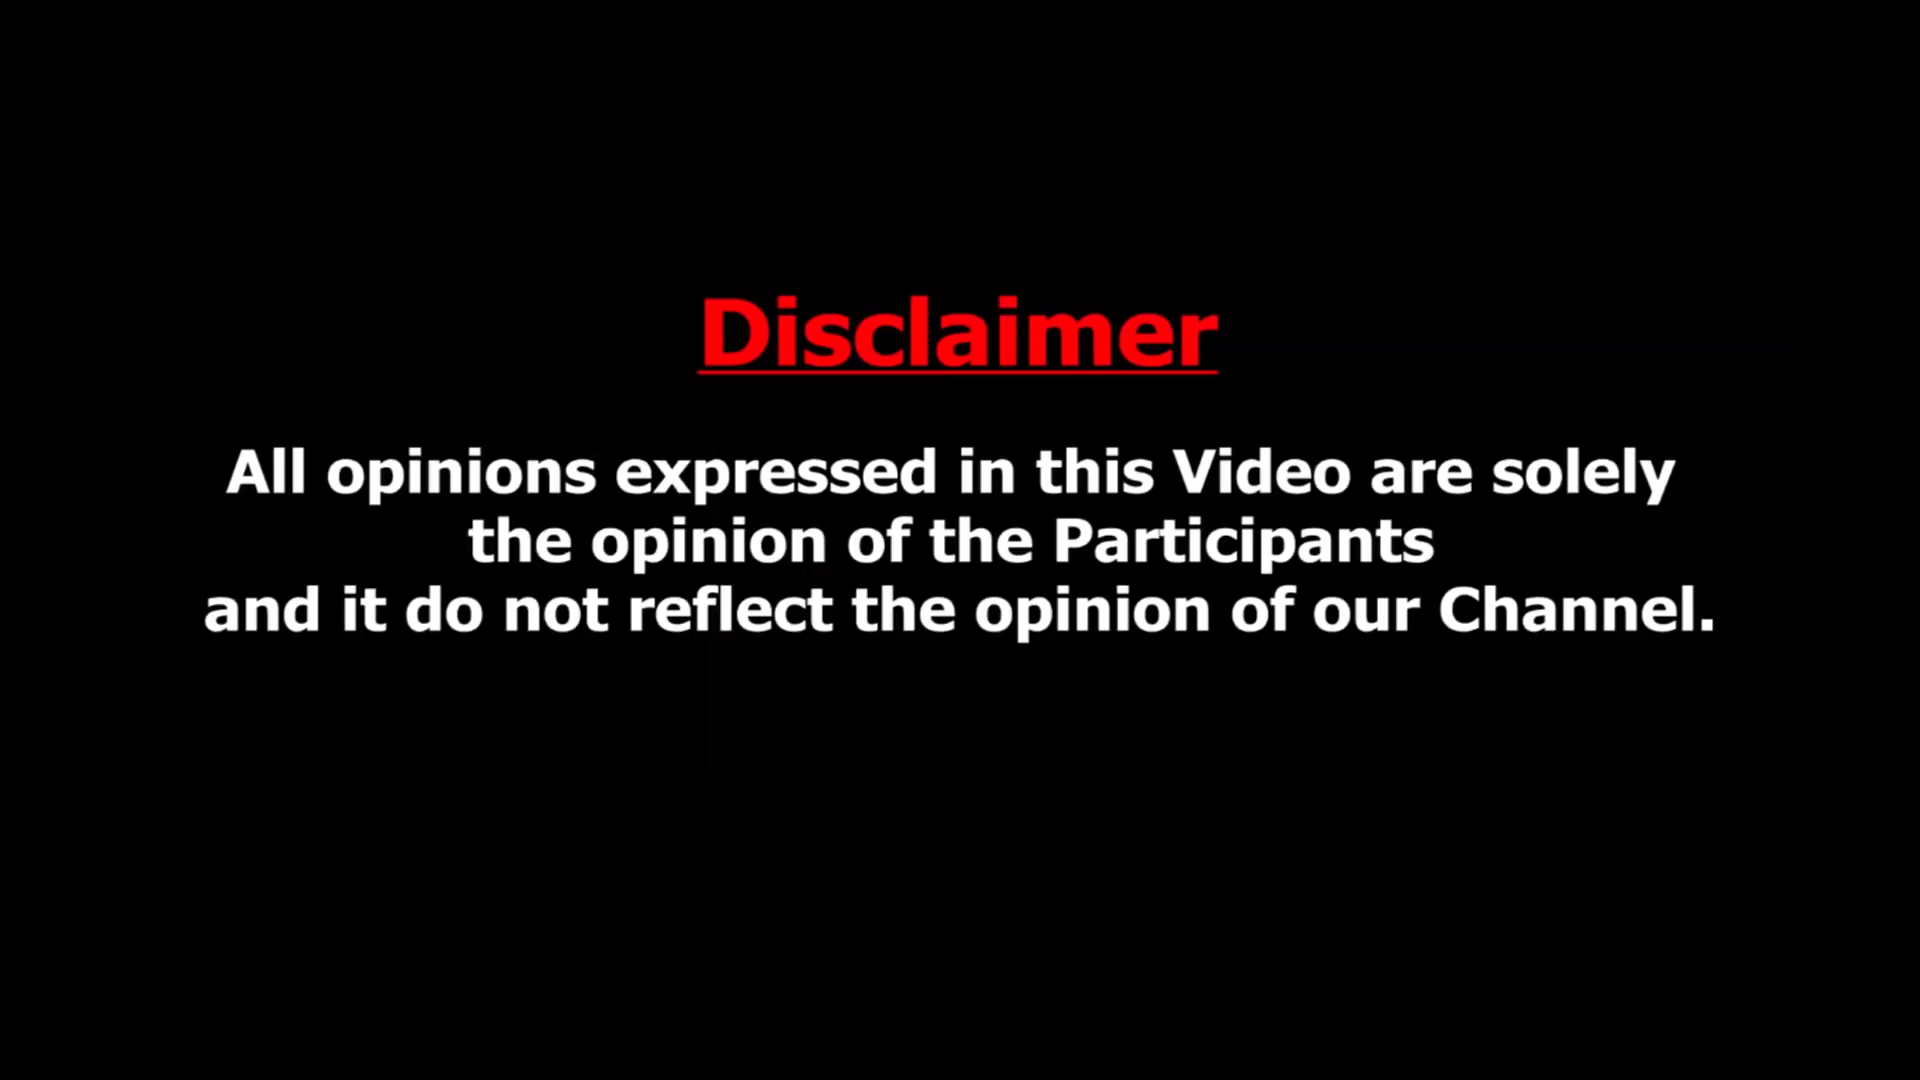 Disclaimer
All opinions expressed in this Video are solely
the opinion of the Participants
and it do not reflect the opinion of our Channel.